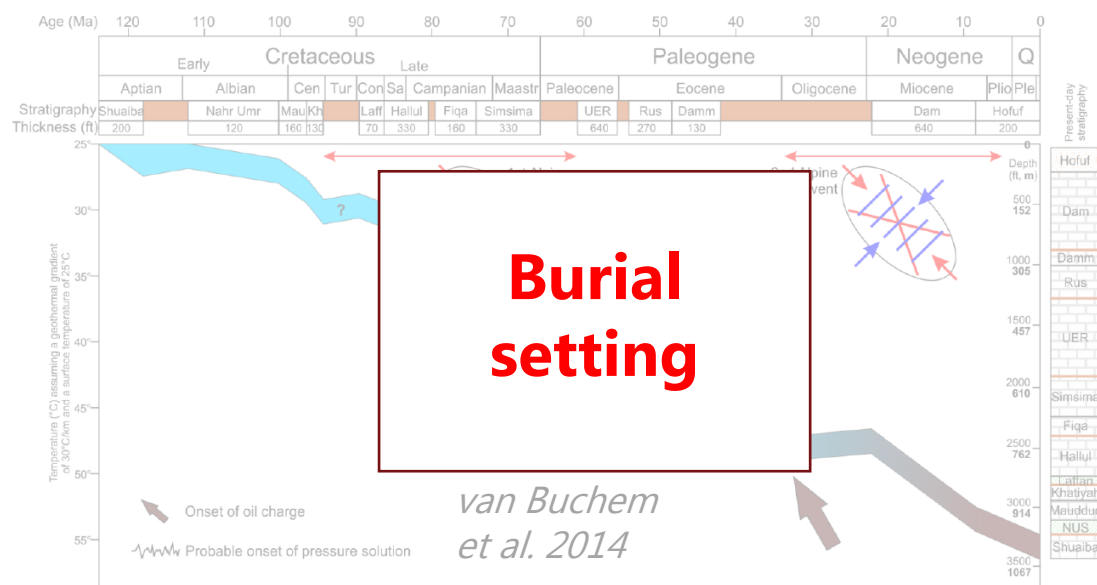 Age (Ma) 120 110 100 90 80 70 60 50 40 30 20 10 0
Cretaceous Paleogene Neogene Q
Early Late
Aptian Albian Cen Tur Con Sa Campanian Maastr Paleocene Eocene Oligocene Miocene Plio Ple
Stratigraphy Shuaiba Nahr Umr Mau Kh Laff Hallul Fiqa Simsima UER Rus Damm Dam Hofuf
Thickness (ft) 200 120 160 130 70 330 160 330 640 270 130 640 200
Present-day
stratigraphy
25°
30°
35°
40°
45°
50°
55°
Temperature (°C) assuming a geothermal gradient
of 30°C/km and a surface temperature of 25°C
?
Burial
setting
van Buchem
et al. 2014
Onset of oil charge
Probable onset of pressure solution
0
Depth
(ft, m)
500
152
1000
305
1500
457
2000
610
2500
762
3000
914
3500
1067
Hofuf
Dam
Damm
Rus
UER
Simsima
Fiqa
Hallul
Laffan
Khatiyah
Mauddud
NUS
Shuaiba